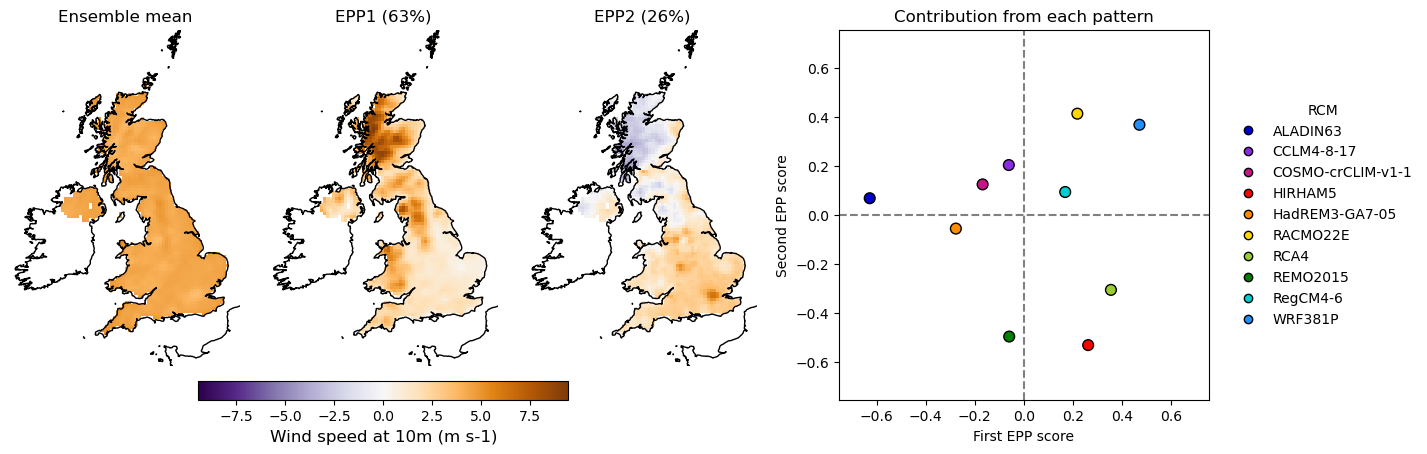 Ensemble mean
EPP1 (63%)
EPP2 (26%)
−7.5 −5.0 −2.5 0.0 2.5 5.0 7.5
Wind speed at 10m (m s-1)
Contribution from each pattern
Second EPP score
0.6
0.4
0.2
0.0
−0.2
−0.4
−0.6
−0.6 −0.4 −0.2 0.0 0.2 0.4 0.6
First EPP score
RCM
ALADIN63
CCLM4-8-17
COSMO-crCLIM-v1-1
HIRHAM5
HadREM3-GA7-05
RACMO22E
RCA4
REMO2015
RegCM4-6
WRF381P